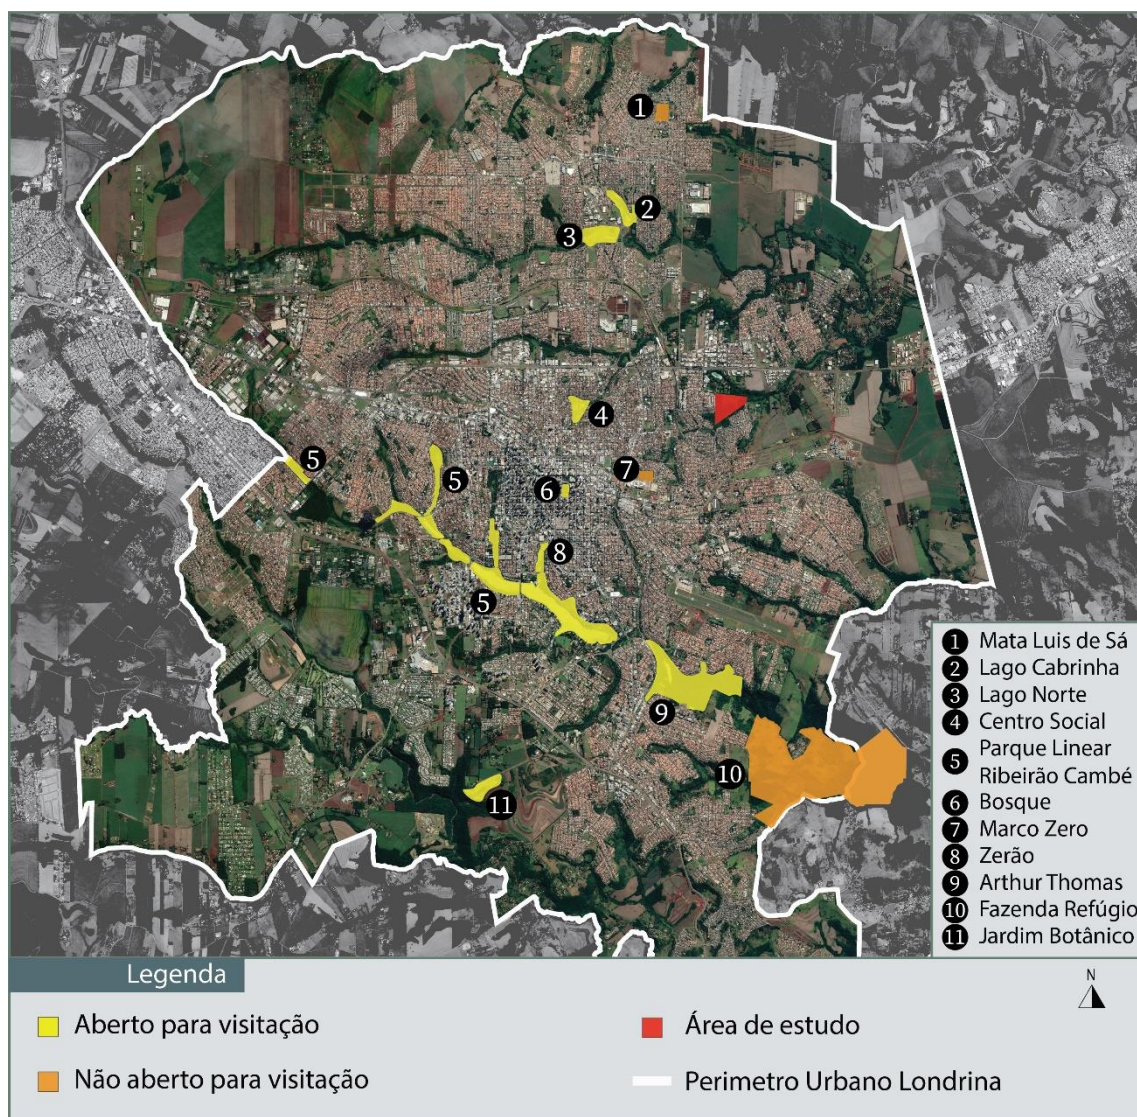 1
2
3
4
5
5
7
6
8
5
9
10
11
1 Mata Luis de Sá
2 Lago Cabrinha
3 Lago Norte
4 Centro Social
5 Parque Linear
Ribeirão Cambé
6 Bosque
7 Marco Zero
8 Zerão
9 Arthur Thomas
10 Fazenda Refúgio
11 Jardim Botânico
Legenda
N
Aberto para visitação
Área de estudo
Não aberto para visitação
Perimetro Urbano Londrina